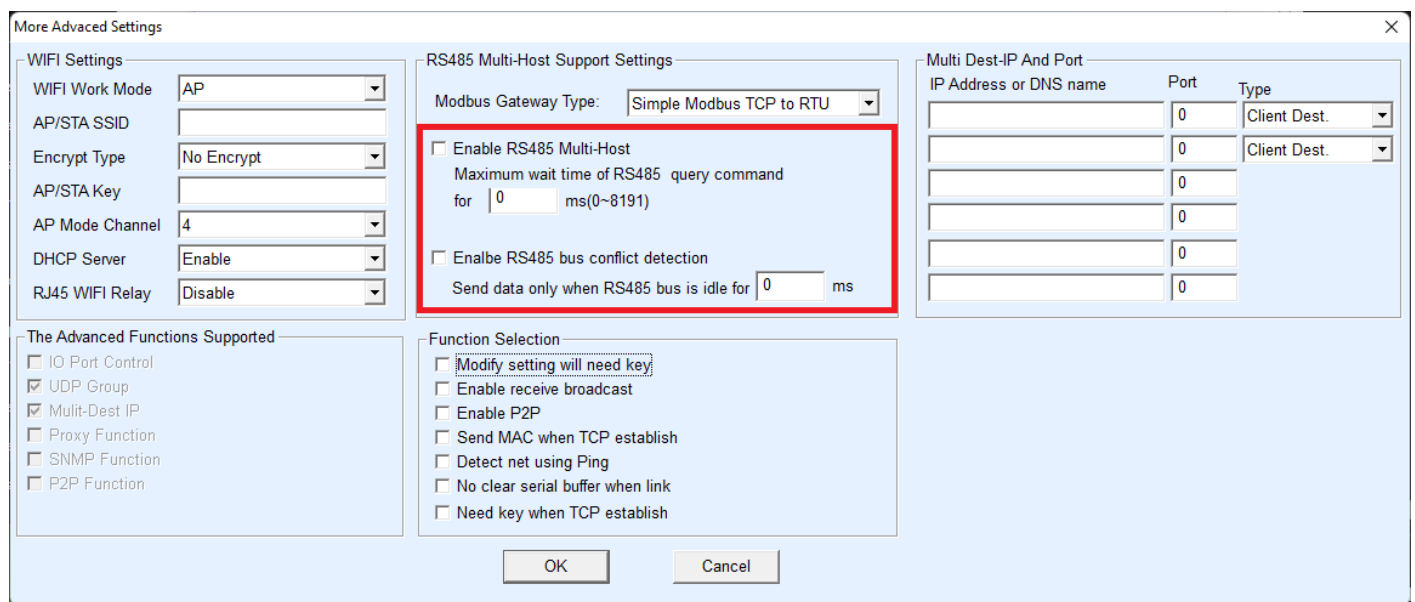 More Advaced Settings
WIFI Settings
WIFI Work Mode AP
AP/STA SSID
Encrypt Type No Encrypt
AP/STA Key
AP Mode Channel 4
DHCP Server Enable
RJ45 WIFI Relay Disable
RS485 Multi-Host Support Settings
Modbus Gateway Type: Simple Modbus TCP to RTU
Enable RS485 Multi-Host
Maximum wait time of RS485 query command
for 0 ms(0~8191)
Enalbe RS485 bus conflict detection
Send data only when RS485 bus is idle for 0 ms
Multi Dest-IP And Port
IP Address or DNS name Port Type
0 Client Dest.
0 Client Dest.
0
0
0
0
The Advanced Functions Supported
IO Port Control
UDP Group
Mulit-Dest IP
Proxy Function
SNMP Function
P2P Function
Function Selection
Modify setting will need key
Enable receive broadcast
Enable P2P
Send MAC when TCP establish
Detect net using Ping
No clear serial buffer when link
Need key when TCP establish
OK Cancel